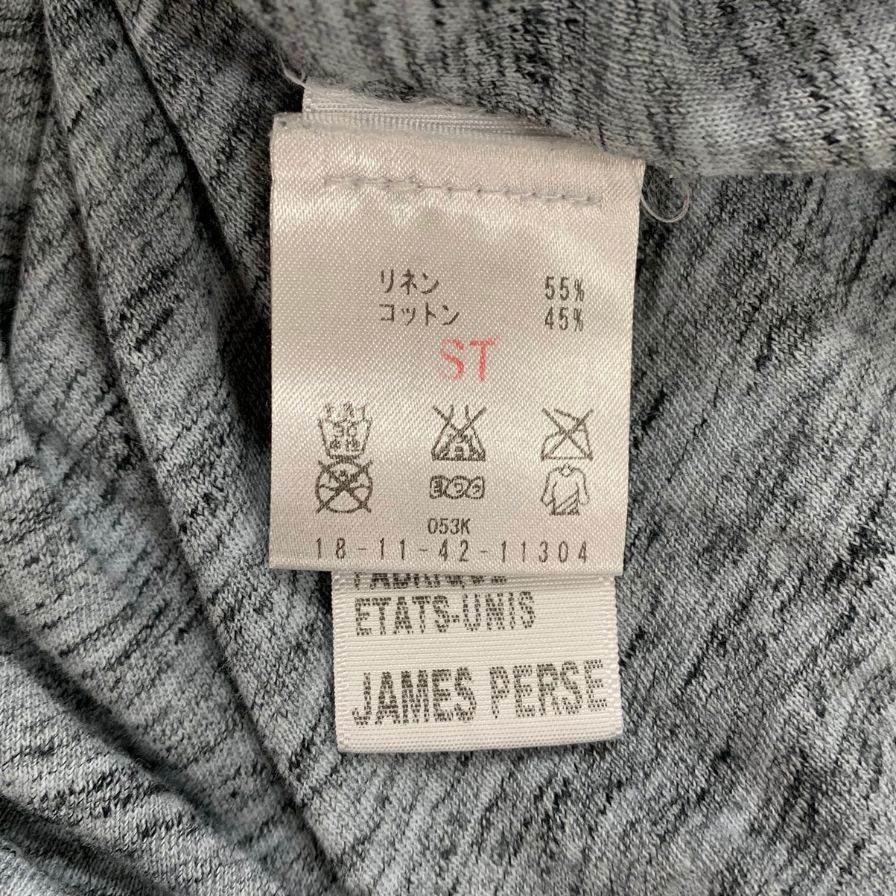 リネン 55%
コットン 45%
ST
053K
18-11-42-11304
FABRIQUE
ETATS-UNIS
JAMES PERSE